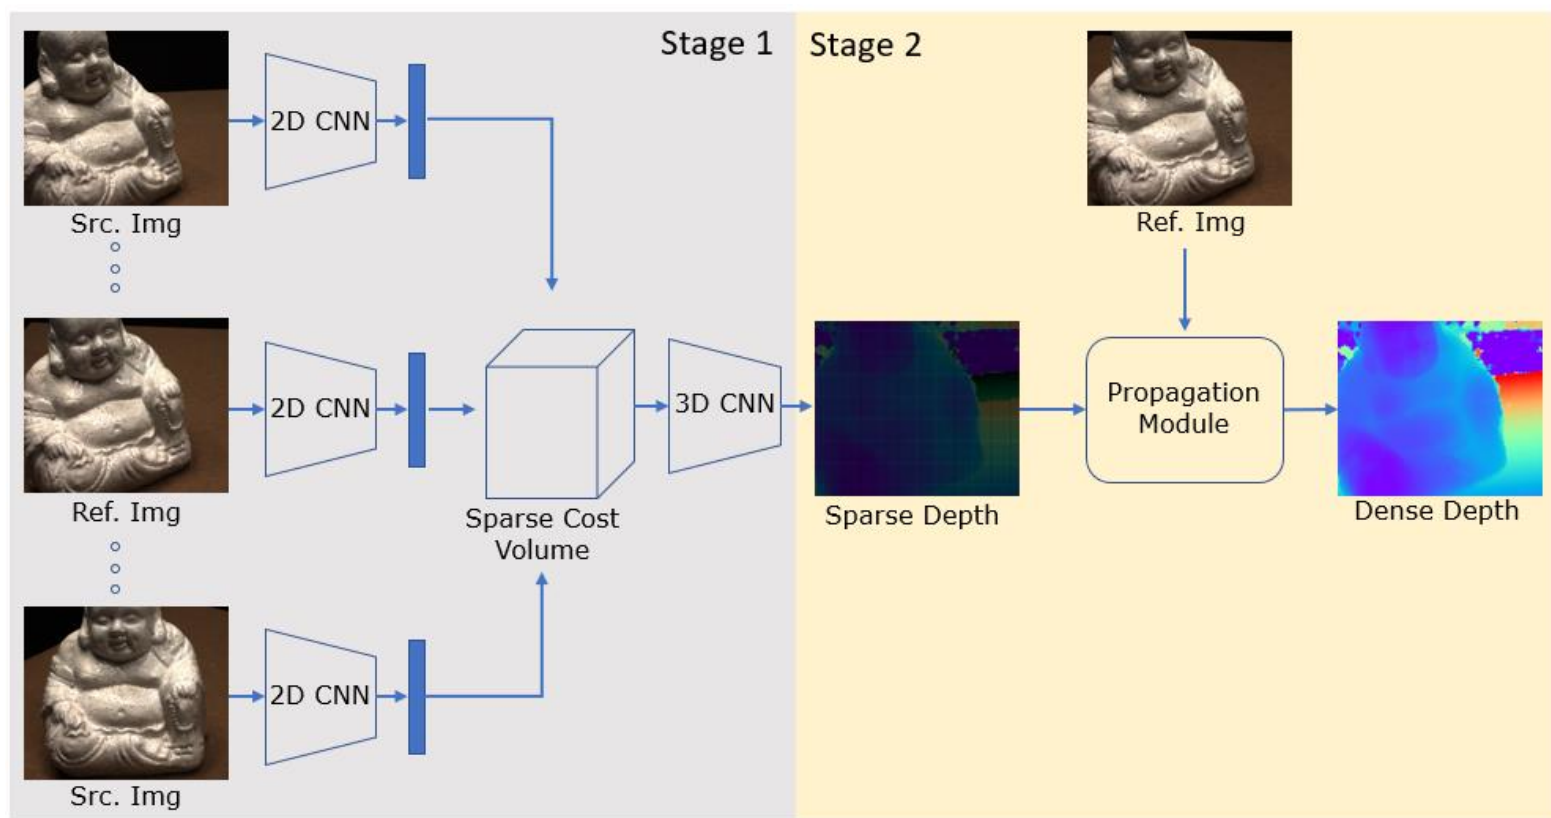 Stage 1
Stage 2
2D CNN
Src. Img
Ref. Img
2D CNN
3D CNN
Propagation
Module
Ref. Img
Sparse Cost
Volume
Sparse Depth
Dense Depth
2D CNN
Src. Img